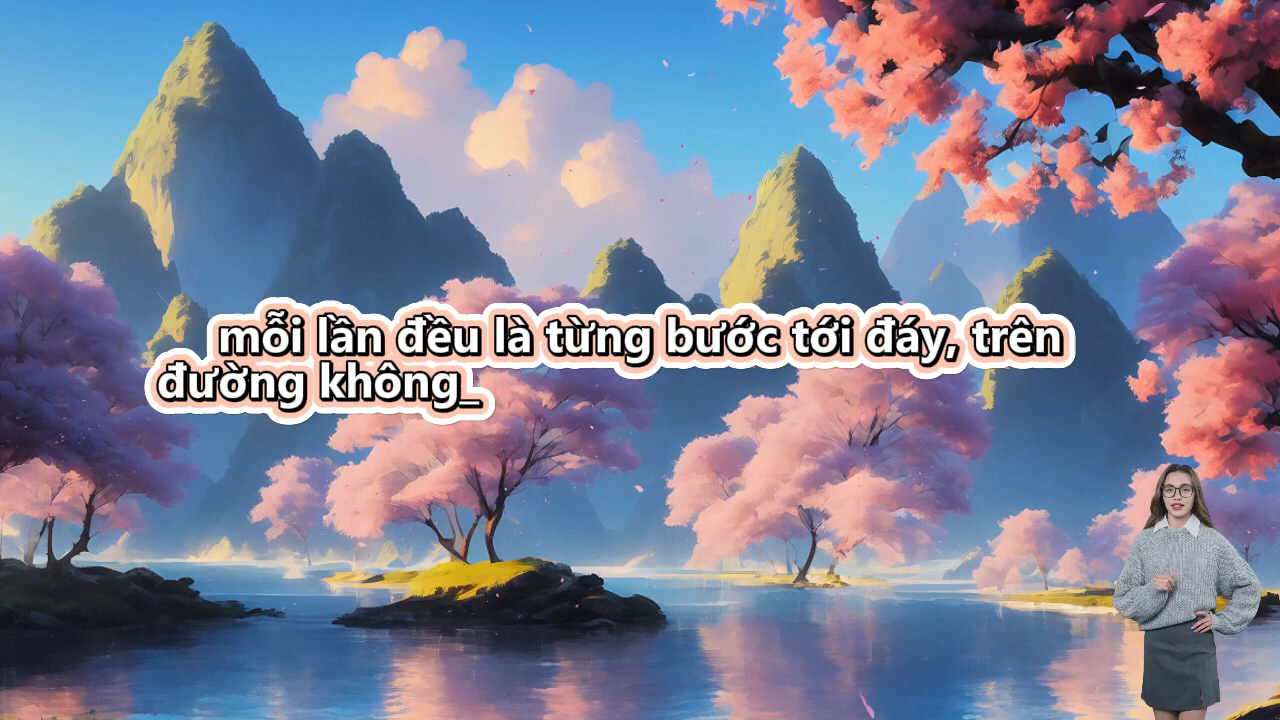 mỗi lần đều là từng bước tới đáy, trên
đường không_